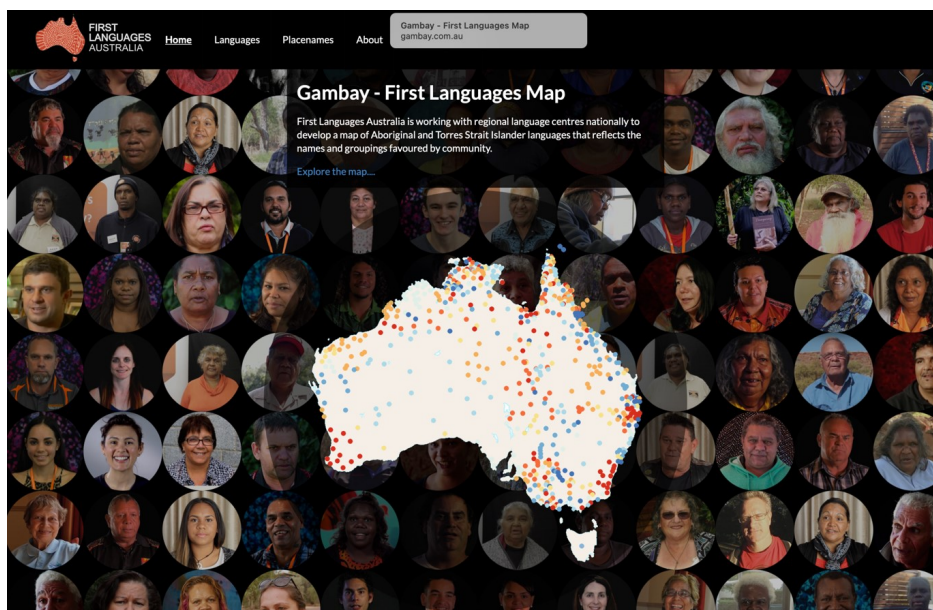 FIRST
LANGUAGES
AUSTRALIA
Home Languages Placenames About
Gambay - First Languages Map
gambay.com.au
Gambay - First Languages Map
First Languages Australia is working with regional language centres nationally to
develop a map of Aboriginal and Torres Strait Islander languages that reflects the
names and groupings favoured by community.
Explore the map....